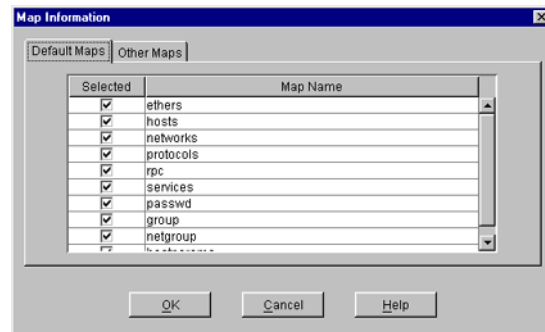 Map Information
Default Maps Other Maps
Selected Map Name
ethers
hosts
networks
protocols
rpc
services
passwd
group
netgroup
OK Cancel Help